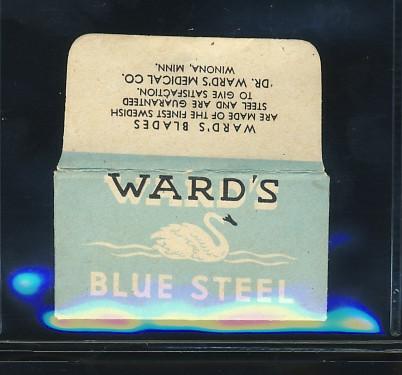 WARD'S BLADES
ARE MADE OF THE FINEST SWEDISH
STEEL AND ARE GUARANTEED
TO GIVE SATISFACTION.
DR. WARD'S MEDICAL CO.
WINONA, MINN.
WARD'S
BLUE STEEL